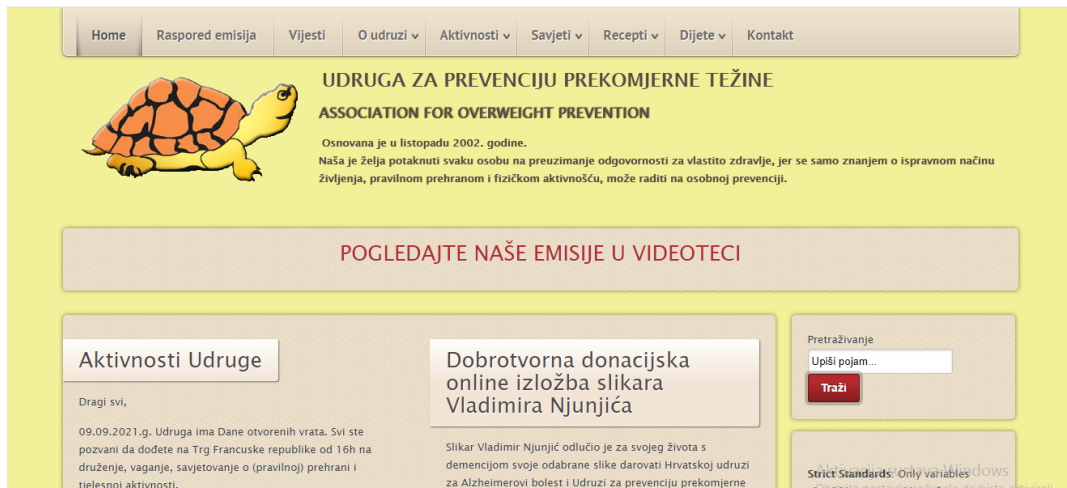 Home Raspored emisija Vijesti O udruzi Aktivnosti Savjeti Recepti Dijete Kontakt
UDRUGA ZA PREVENCIJU PREKOMJERNE TEŽINE
ASSOCIATION FOR OVERWEIGHT PREVENTION
Osnovana je u listopadu 2002. godine.
Naša je želja potaknuti svaku osobu na preuzimanje odgovornosti za vlastito zdravlje, jer se samo znanjem o ispravnom načinu
življenja, pravilnom prehranom i fizičkom aktivnošću, može raditi na osobnoj prevenciji.
POGLEDAJTE NAŠE EMISIJE U VIDEOTECI
Aktivnosti Udruge
Dragi svi,
09.09.2021.g. Udruga ima Dane otvorenih vrata. Svi ste
pozvani da dođete na Trg Francuske republike od 16h na
druženje, vaganje, savjetovanje o (pravilnoj) prehrani i
tjelesnoj aktivnosti.
Dobrotvorna donacijska
online izložba slikara
Vladimira Njunjića
Slikar Vladimir Njunjić odlučio je za svojeg života s
demencijom svoje odabrane slike darovati Hrvatskoj udruzi
za Alzheimerovi bolest i Udruzi za prevenciju prekomjerne
Pretraživanje
Upiši pojam...
Traži
Strict Standards: Only variables
Aktivacija sustava Windows